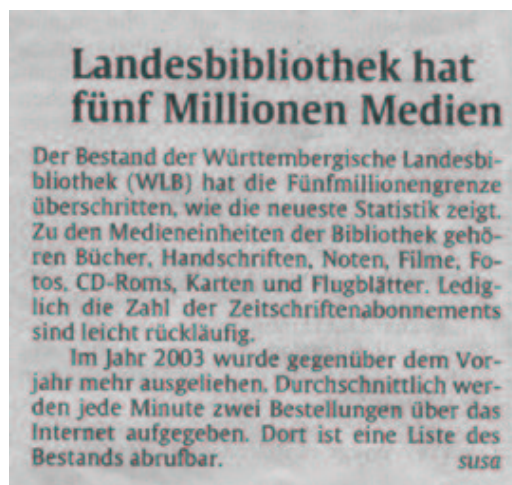 Landesbibliothek hat
fünf Millionen Medien
Der Bestand der Württembergische Landesbi-
bliothek (WLB) hat die Fünfmillionengrenze
überschritten, wie die neueste Statistik zeigt.
Zu den Medieneinheiten der Bibliothek gehö-
ren Bücher, Handschriften, Noten, Filme, Fo-
tos, CD-Roms, Karten und Flugblätter. Ledig-
lich die Zahl der Zeitschriftenabonnements
sind leicht rückläufig.
Im Jahr 2003 wurde gegenüber dem Vor-
jahr mehr ausgeliehen. Durchschnittlich wer-
den jede Minute zwei Bestellungen über das
Internet aufgegeben. Dort ist eine Liste des
Bestands abrufbar. susa